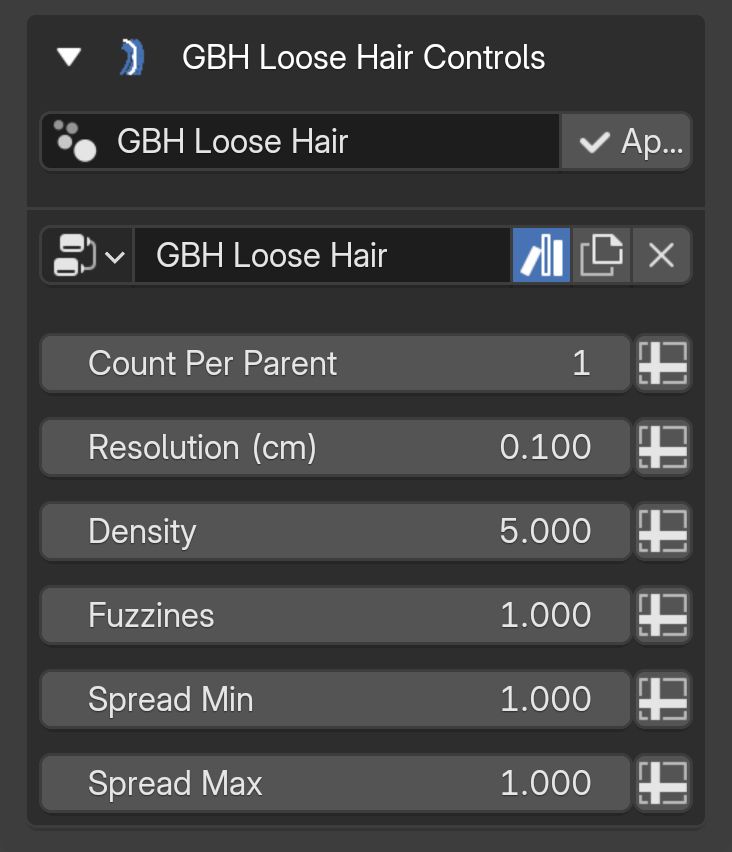 GBH Loose Hair Controls
GBH Loose Hair Ap...
GBH Loose Hair
Count Per Parent 1
Resolution (cm) 0.100
Density 5.000
Fuzzines 1.000
Spread Min 1.000
Spread Max 1.000